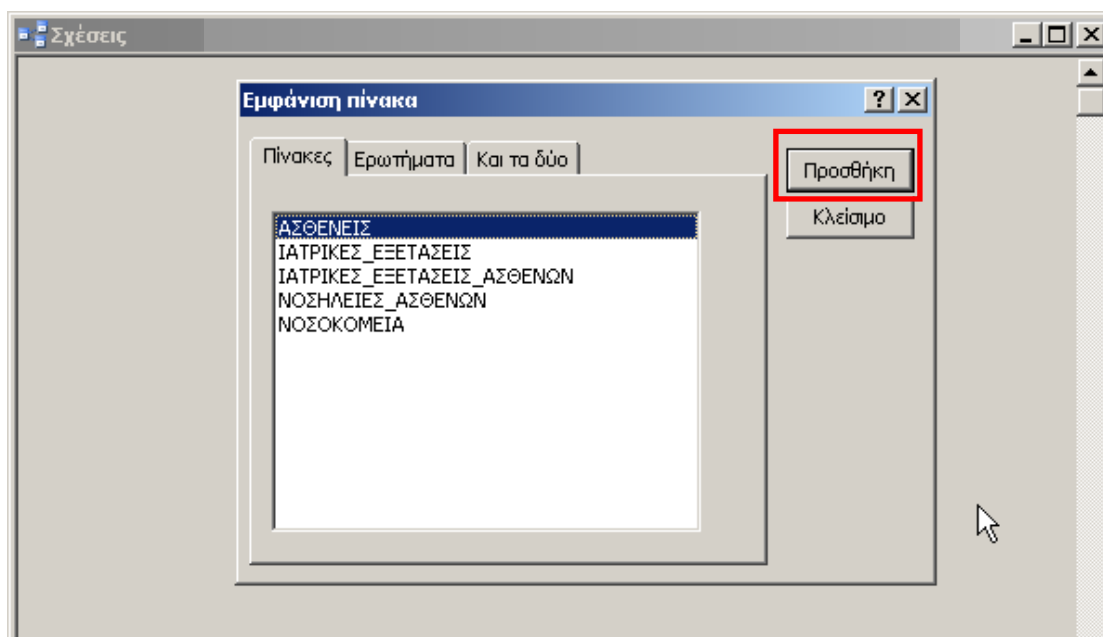 Σχέσεις
Εμφάνιση πίνακα
Πίνακες Ερωτήματα Και τα δύο
Προσθήκη
Κλείσιμο
ΑΣΘΕΝΕΙΣ
ΙΑΤΡΙΚΕΣ_ΕΞΕΤΑΣΕΙΣ
ΙΑΤΡΙΚΕΣ_ΕΞΕΤΑΣΕΙΣ_ΑΣΘΕΝΩΝ
ΝΟΣΗΛΕΙΕΣ_ΑΣΘΕΝΩΝ
ΝΟΣΟΚΟΜΕΙΑ